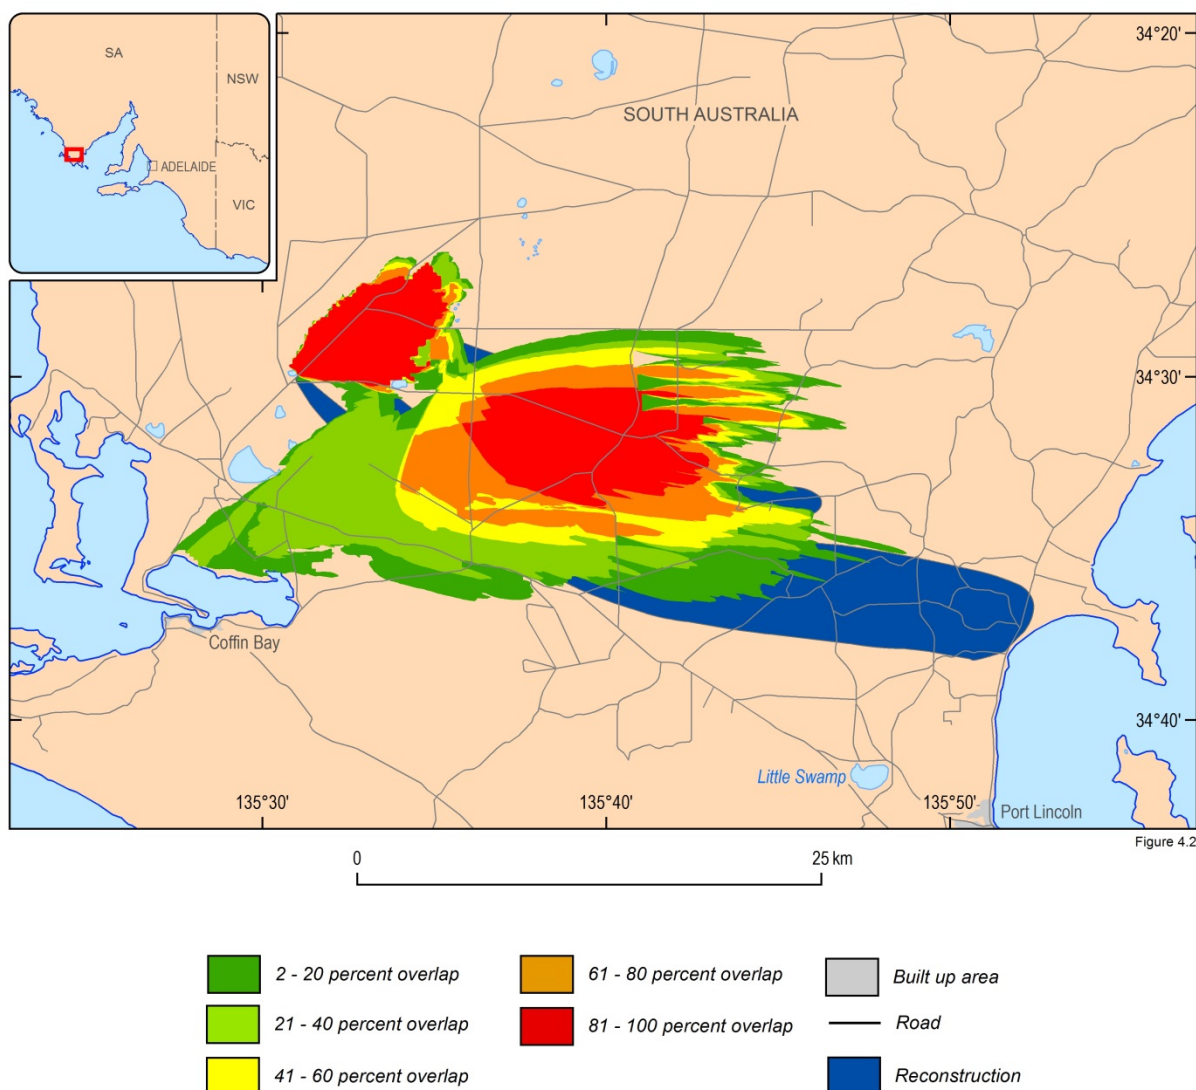 SA
NSW
ADELAIDE
VIC
SOUTH AUSTRALIA
34°20'
34°30'
Coffin Bay
34°40'
Little Swamp
135°30'
135°40'
135°50'
Port Lincoln
Figure 4.2
0
25 km
2 - 20 percent overlap
21 - 40 percent overlap
41 - 60 percent overlap
61 - 80 percent overlap
81 - 100 percent overlap
Built up area
Road
Reconstruction